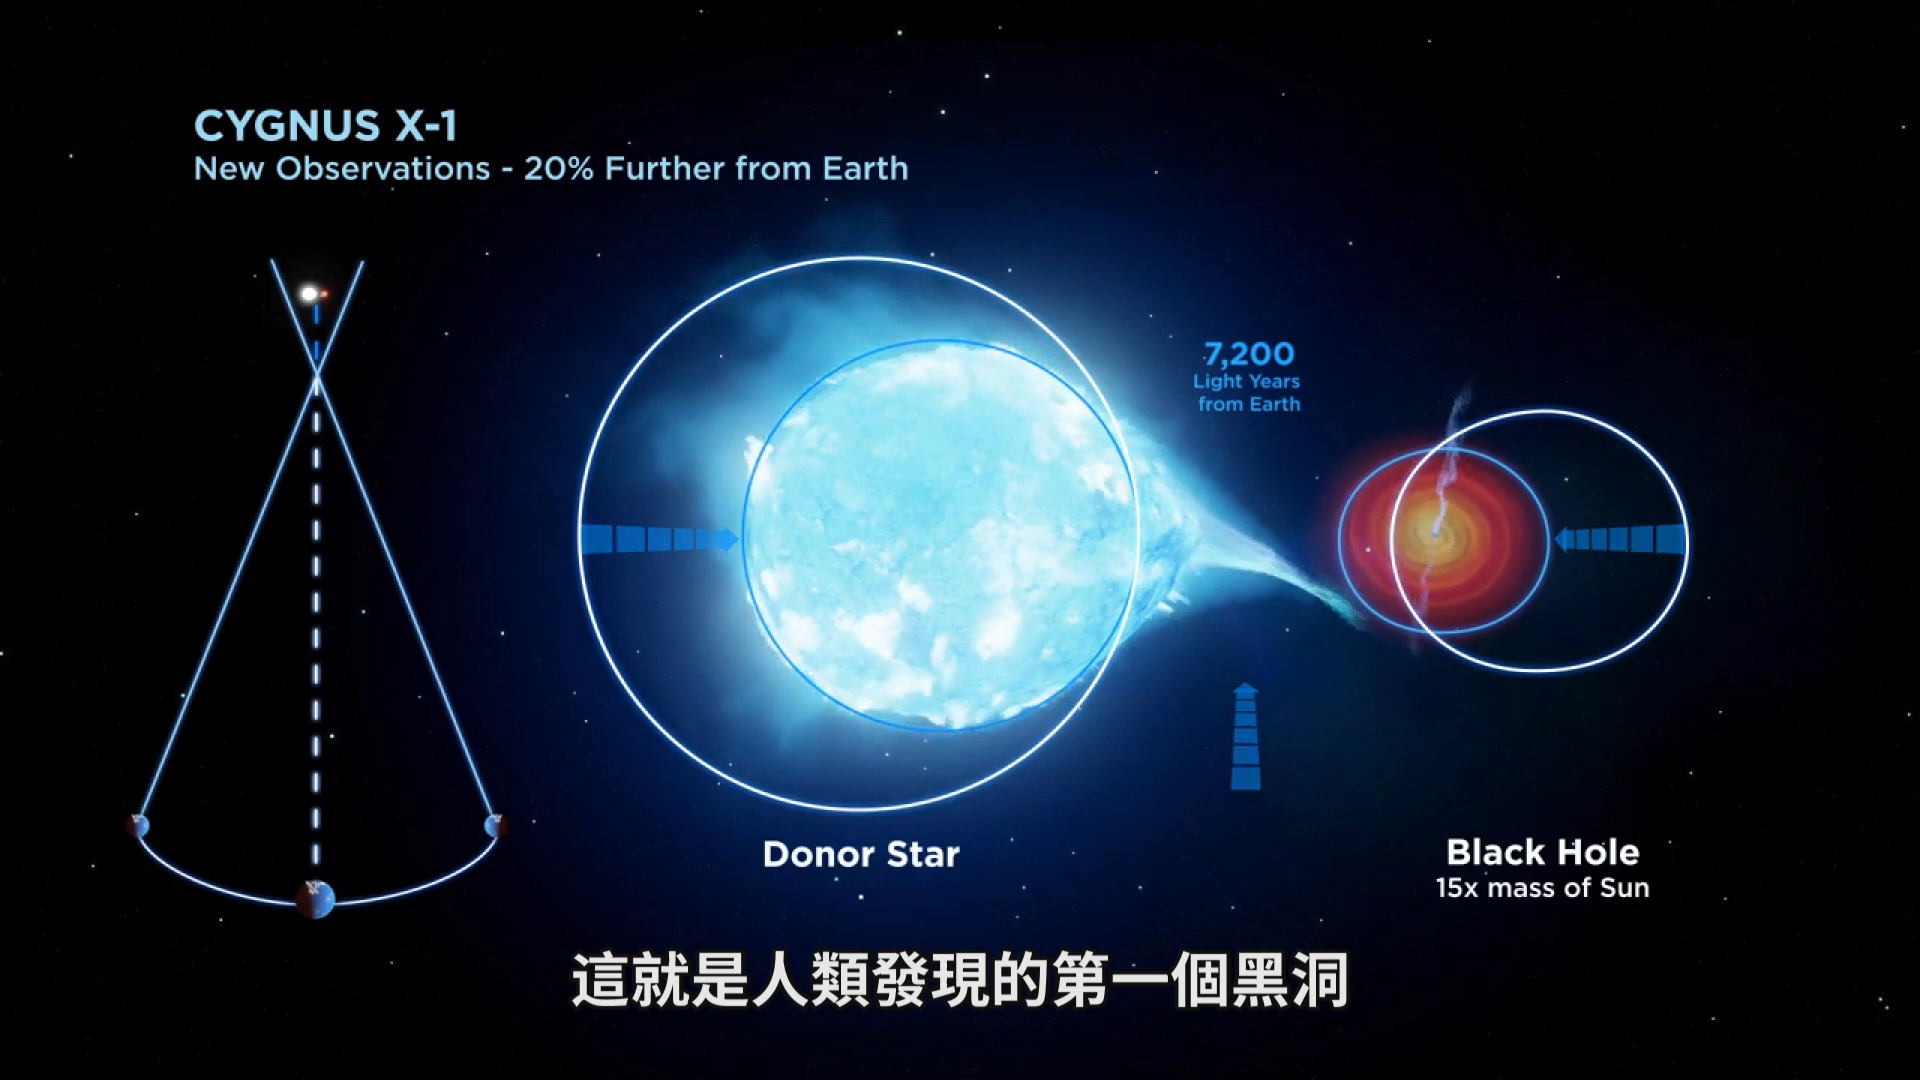 CYGNUS X-1
New Observations - 20% Further from Earth
7,200
Light Years
from Earth
Donor Star
Black Hole
15x mass of Sun
這就是人類發現的第一個黑洞